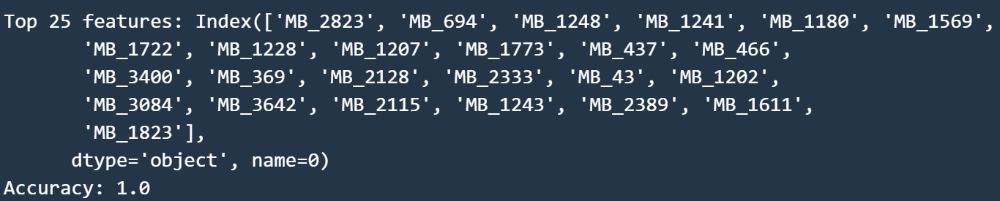 Top 25 features: Index(['MB_2823', 'MB_694', 'MB_1248', 'MB_1241', 'MB_1180', 'MB_1569',
'MB_1722', 'MB_1228', 'MB_1207', 'MB_1773', 'MB_437', 'MB_466',
'MB_3400', 'MB_369', 'MB_2128', 'MB_2333', 'MB_43', 'MB_1202',
'MB_3084', 'MB_3642', 'MB_2115', 'MB_1243', 'MB_2389', 'MB_1611',
'MB_1823'],
dtype='object', name=0)
Accuracy: 1.0